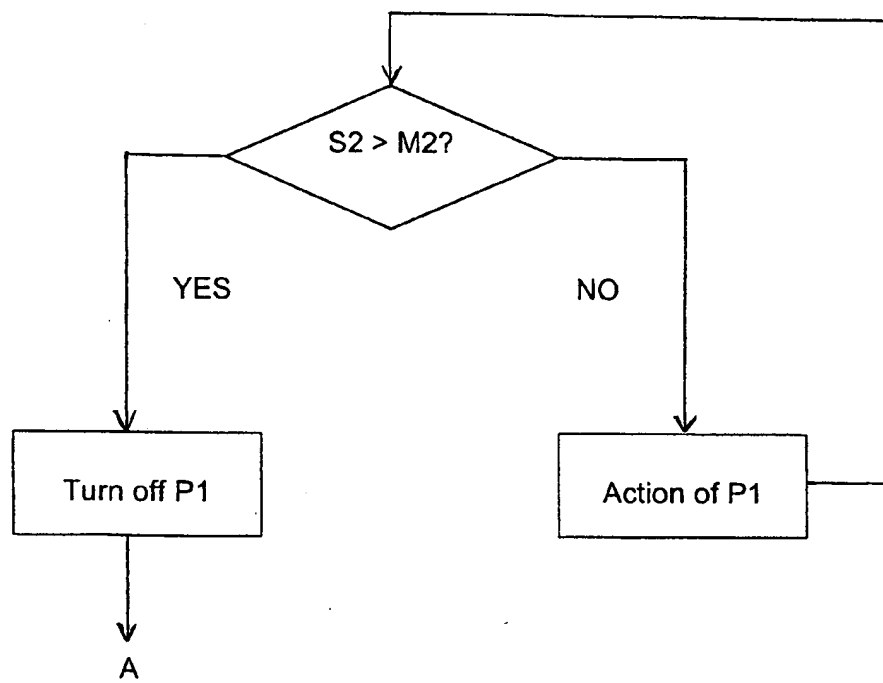 S2 > M2?
YES
NO
Turn off P1
Action of P1
A